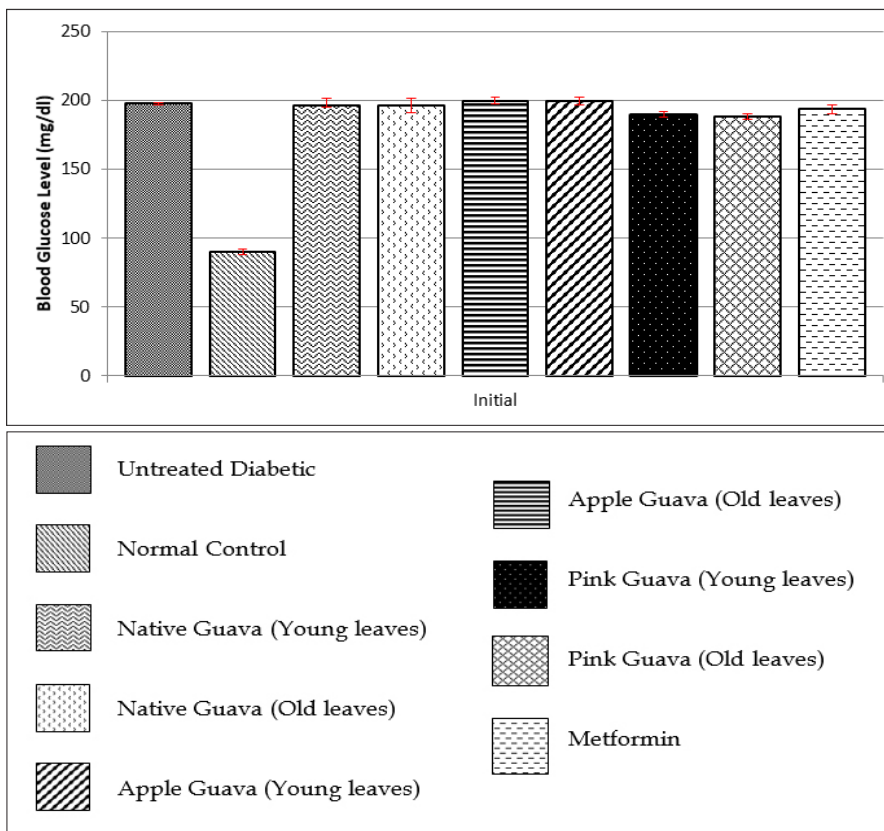 250
200
150
100
50
0
Blood Glucose Level (mg/dl)
Initial
Untreated Diabetic
Normal Control
Native Guava (Young leaves)
Native Guava (Old leaves)
Apple Guava (Young leaves)
Apple Guava (Old leaves)
Pink Guava (Young leaves)
Pink Guava (Old leaves)
Metformin